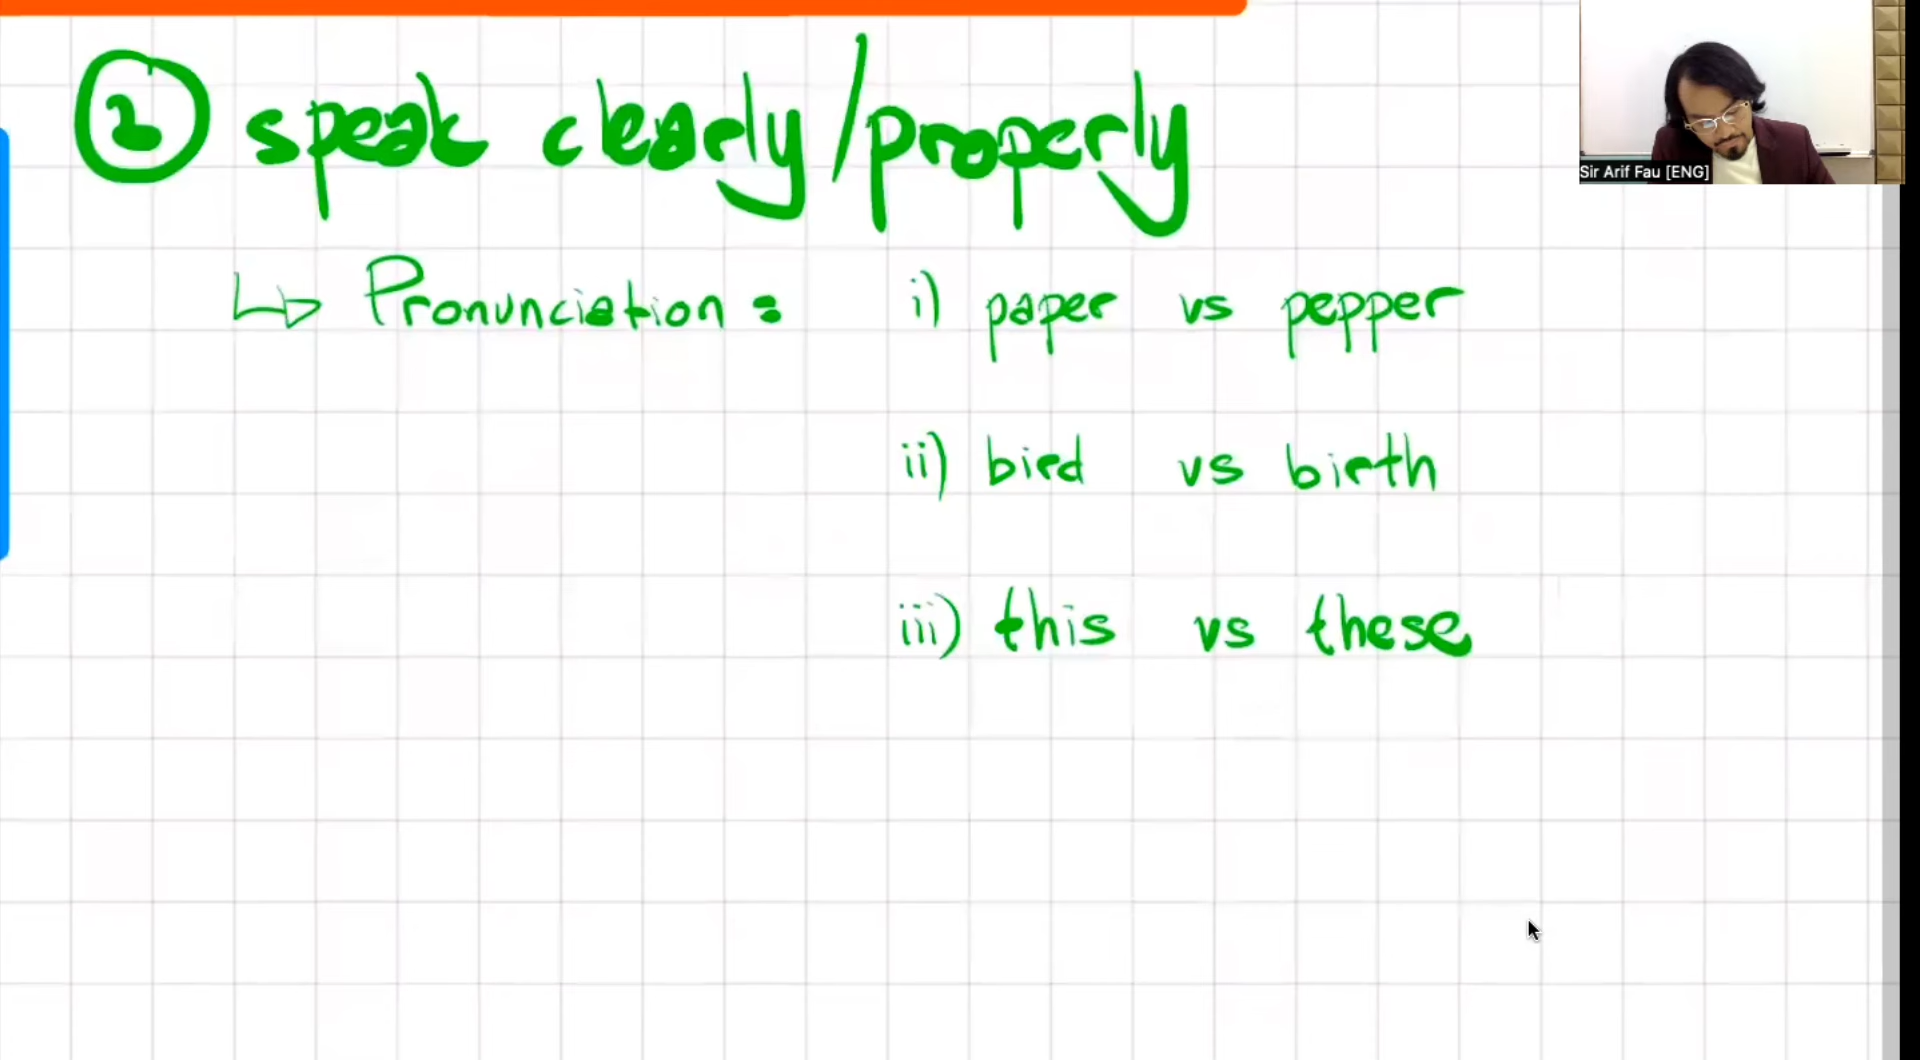 2 speak clearly/properly
↳ Pronunciation : i) paper vs pepper
ii) bird vs birth
iii) this vs these
Sir Arif Fau [ENG]